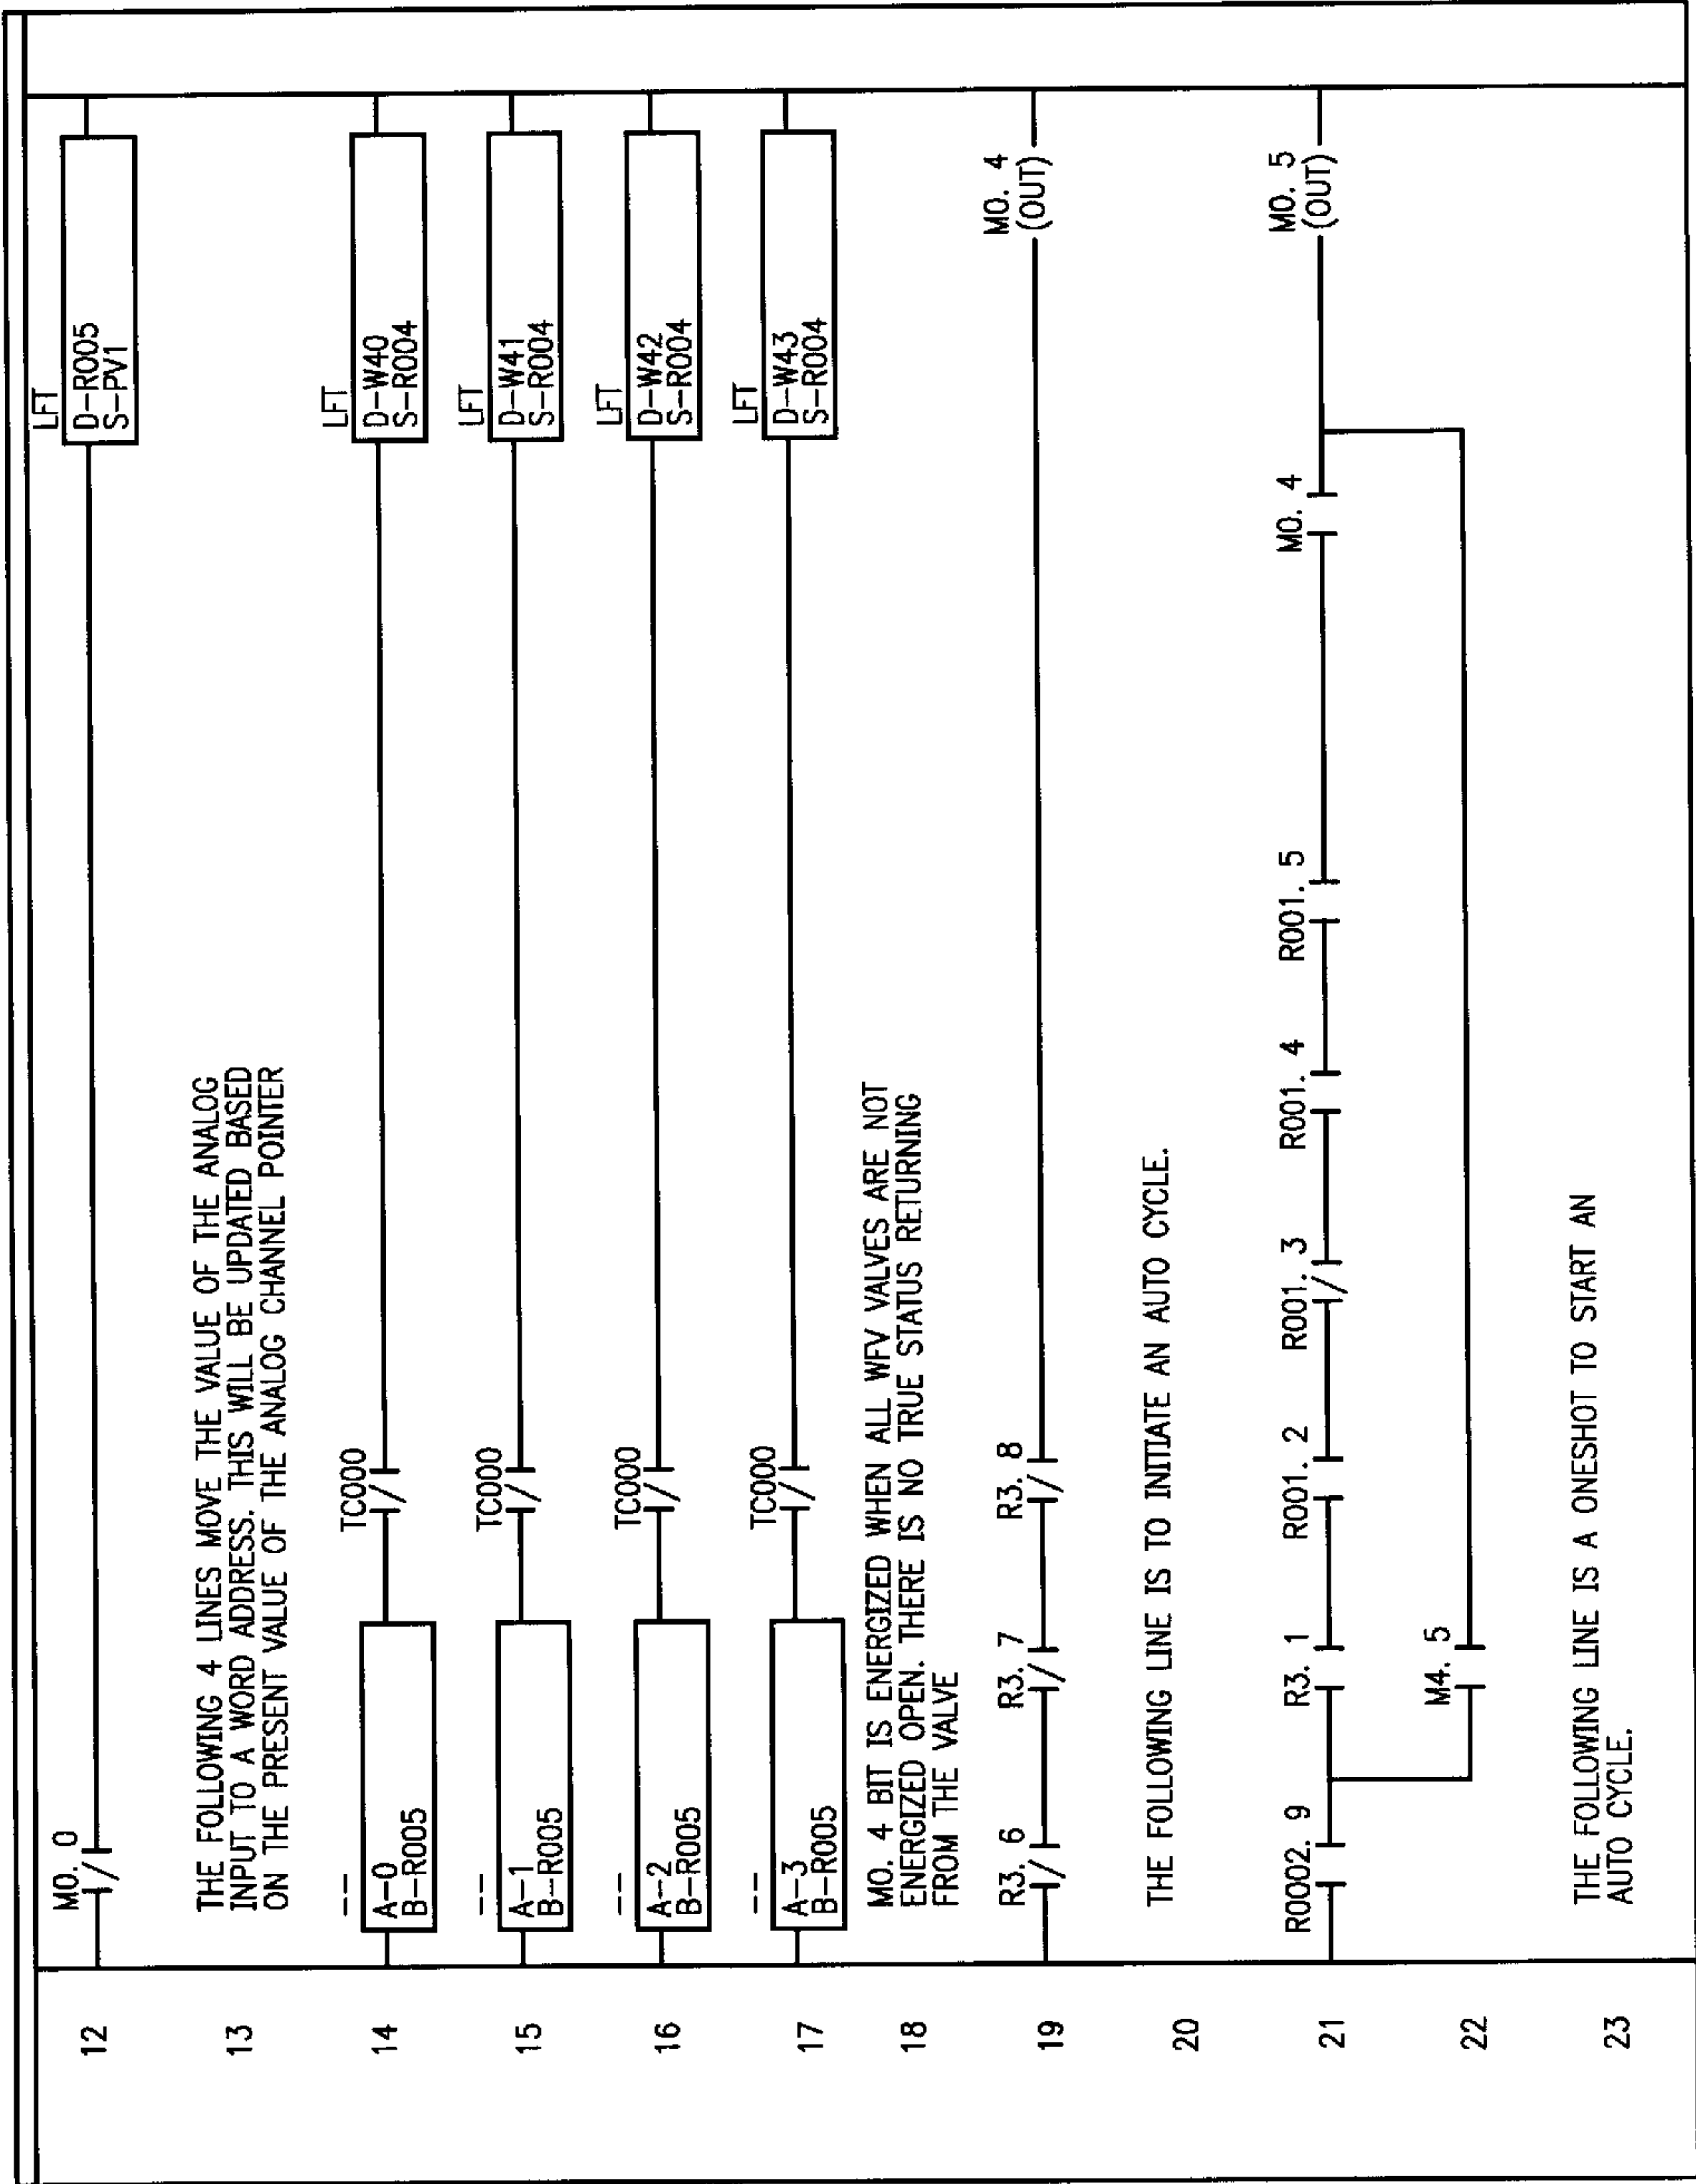 12
MO. 0
LFT
D-R005
S-PV1
13
THE FOLLOWING 4 LINES MOVE THE VALUE OF THE ANALOG
INPUT TO A WORD ADDRESS. THIS WILL BE UPDATED BASED
ON THE PRESENT VALUE OF THE ANALOG CHANNEL POINTER
14
--
A-0
B-R005
TC000
LFT
D-W40
S-R004
15
--
A-1
B-R005
TC000
LFT
D-W41
S-R004
16
--
A-2
B-R005
TC000
LFT
D-W42
S-R004
17
--
A-3
B-R005
TC000
LFT
D-W43
S-R004
18
MO. 4 BIT IS ENERGIZED WHEN ALL WFV VALVES ARE NOT
ENERGIZED OPEN. THERE IS NO TRUE STATUS RETURNING
FROM THE VALVE
19
R3. 6 R3. 7 R3. 8 MO. 4
(OUT)
20
THE FOLLOWING LINE IS TO INITIATE AN AUTO CYCLE.
21
R0002. 9 R3. 1 R001. 2 R001. 3 R001. 4 R001. 5 MO. 4 MO. 5
(OUT)
22
M4. 5
23
THE FOLLOWING LINE IS A ONESHOT TO START AN
AUTO CYCLE.